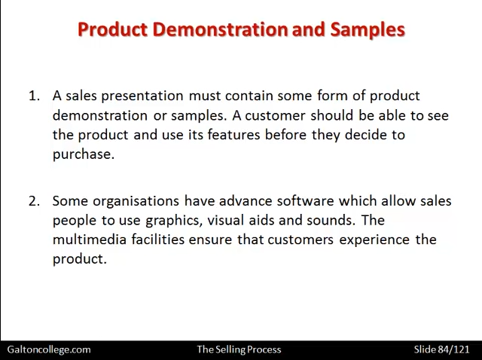 Product Demonstration and Samples
1. A sales presentation must contain some form of product
demonstration or samples. A customer should be able to see
the product and use its features before they decide to
purchase.
2. Some organisations have advance software which allow sales
people to use graphics, visual aids and sounds. The
multimedia facilities ensure that customers experience the
product.
Galtoncollege.com The Selling Process Slide 84/121